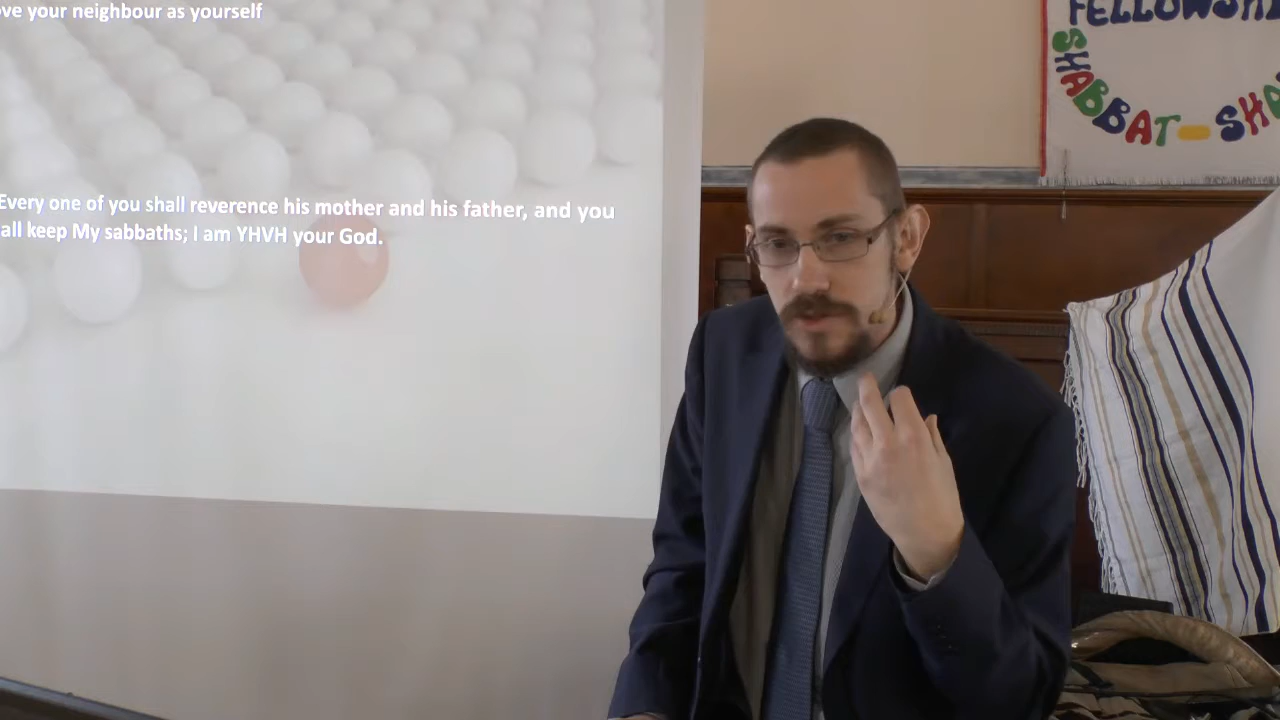 ve your neighbour as yourself
Every one of you shall reverence his mother and his father, and you
all keep My sabbaths; I am YHVH your God.
SHABBAT-SHA